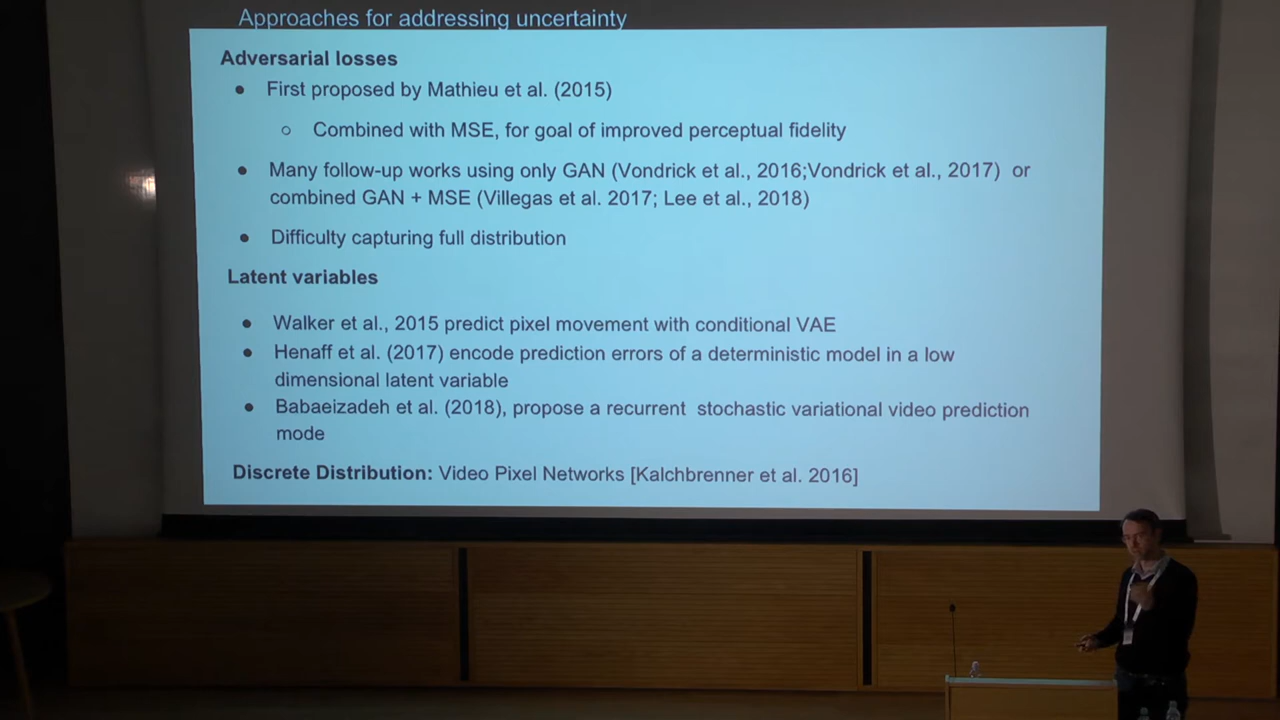 Approaches for addressing uncertainty
Adversarial losses
● First proposed by Mathieu et al. (2015)
○ Combined with MSE, for goal of improved perceptual fidelity
● Many follow-up works using only GAN (Vondrick et al., 2016;Vondrick et al., 2017) or
combined GAN + MSE (Villegas et al. 2017; Lee et al., 2018)
● Difficulty capturing full distribution
Latent variables
● Walker et al., 2015 predict pixel movement with conditional VAE
● Henaff et al. (2017) encode prediction errors of a deterministic model in a low
dimensional latent variable
● Babaeizadeh et al. (2018), propose a recurrent stochastic variational video prediction
mode
Discrete Distribution: Video Pixel Networks [Kalchbrenner et al. 2016]